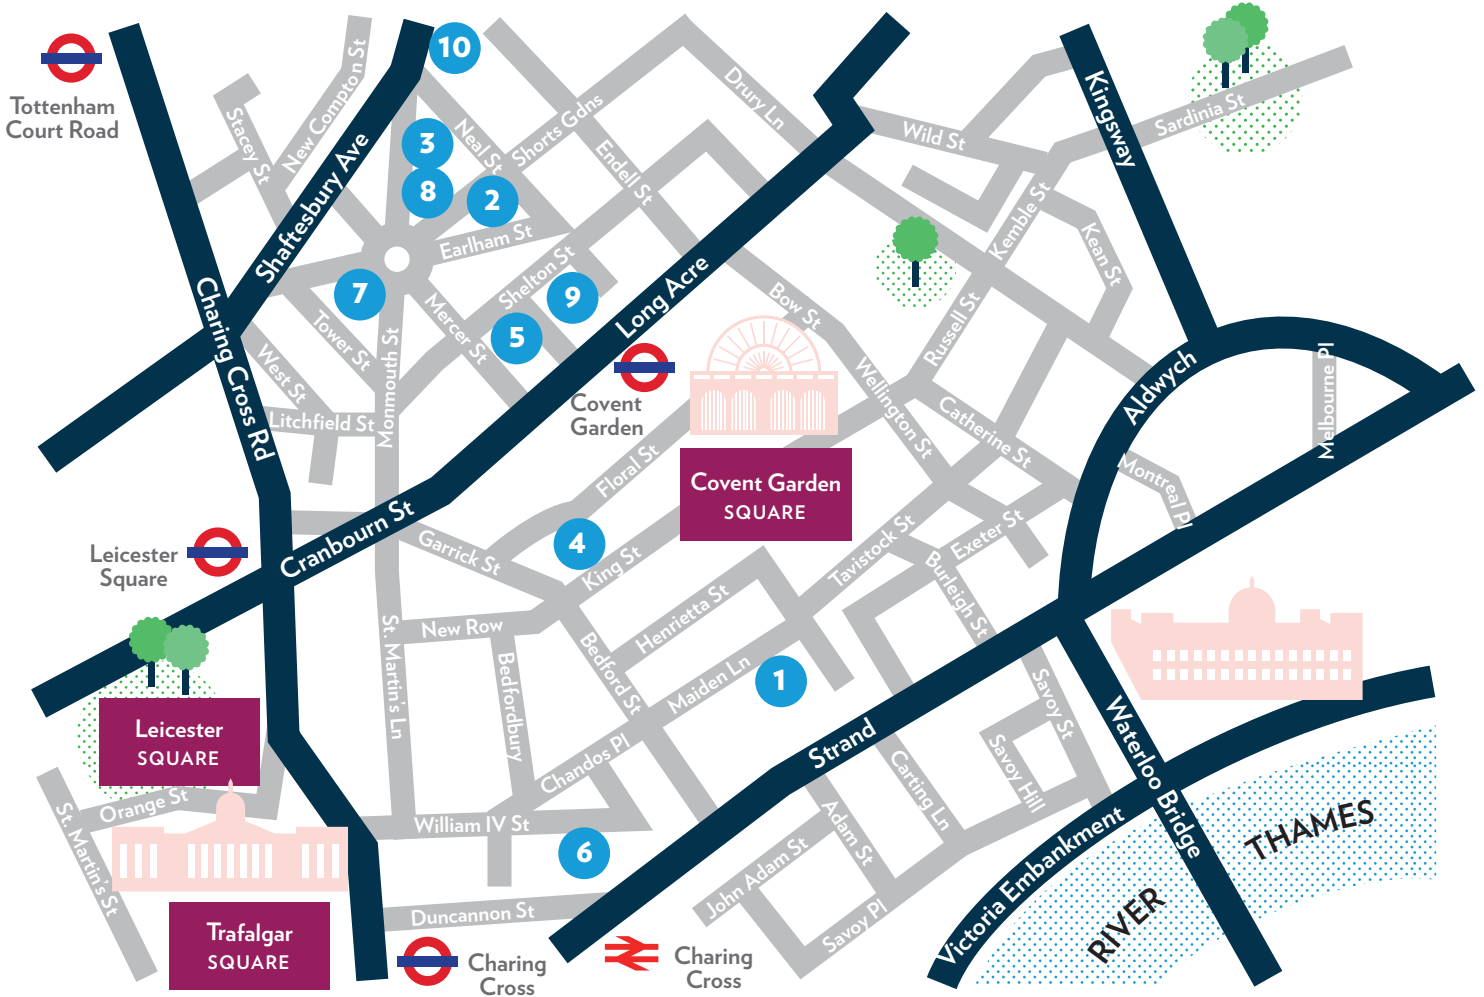 10
Tottenham
Court Road
New Compton St
Stacey St
Shaftesbury Ave
3
Neal St
Shorts Gdns
Drury Ln
Endell St
Wild St
Kingsway
Sardinia St
8
2
Earlham St
Kemble St
Kean St
Shelton St
Charing Cross Rd
7
9
5
Long Acre
Bow St
Mercer St
Tower St
Monmouth St
West St
Russell St
Litchfield St
Covent
Garden
Wellington St
Catherine St
Aldwych
Melbourne Pl
Montreal Pl
Floral St
Covent Garden
SQUARE
Cranbourn St
Leicester
Square
Garrick St
4
King St
Tavistock St
Exeter St
Burleigh St
Henrietta St
New Row
St. Martin's Ln
Bedfordbury
Bedford St
Maiden Ln
1
Strand
Savoy St
Savoy Hill
Carting Ln
Waterloo Bridge
Leicester
SQUARE
Orange St
St. Martin's St
Chandos Pl
William IV St
6
Adam St
John Adam St
Savoy Pl
Victoria Embankment
RIVER
THAMES
Duncannon St
Trafalgar
SQUARE
Charing
Cross
Charing
Cross